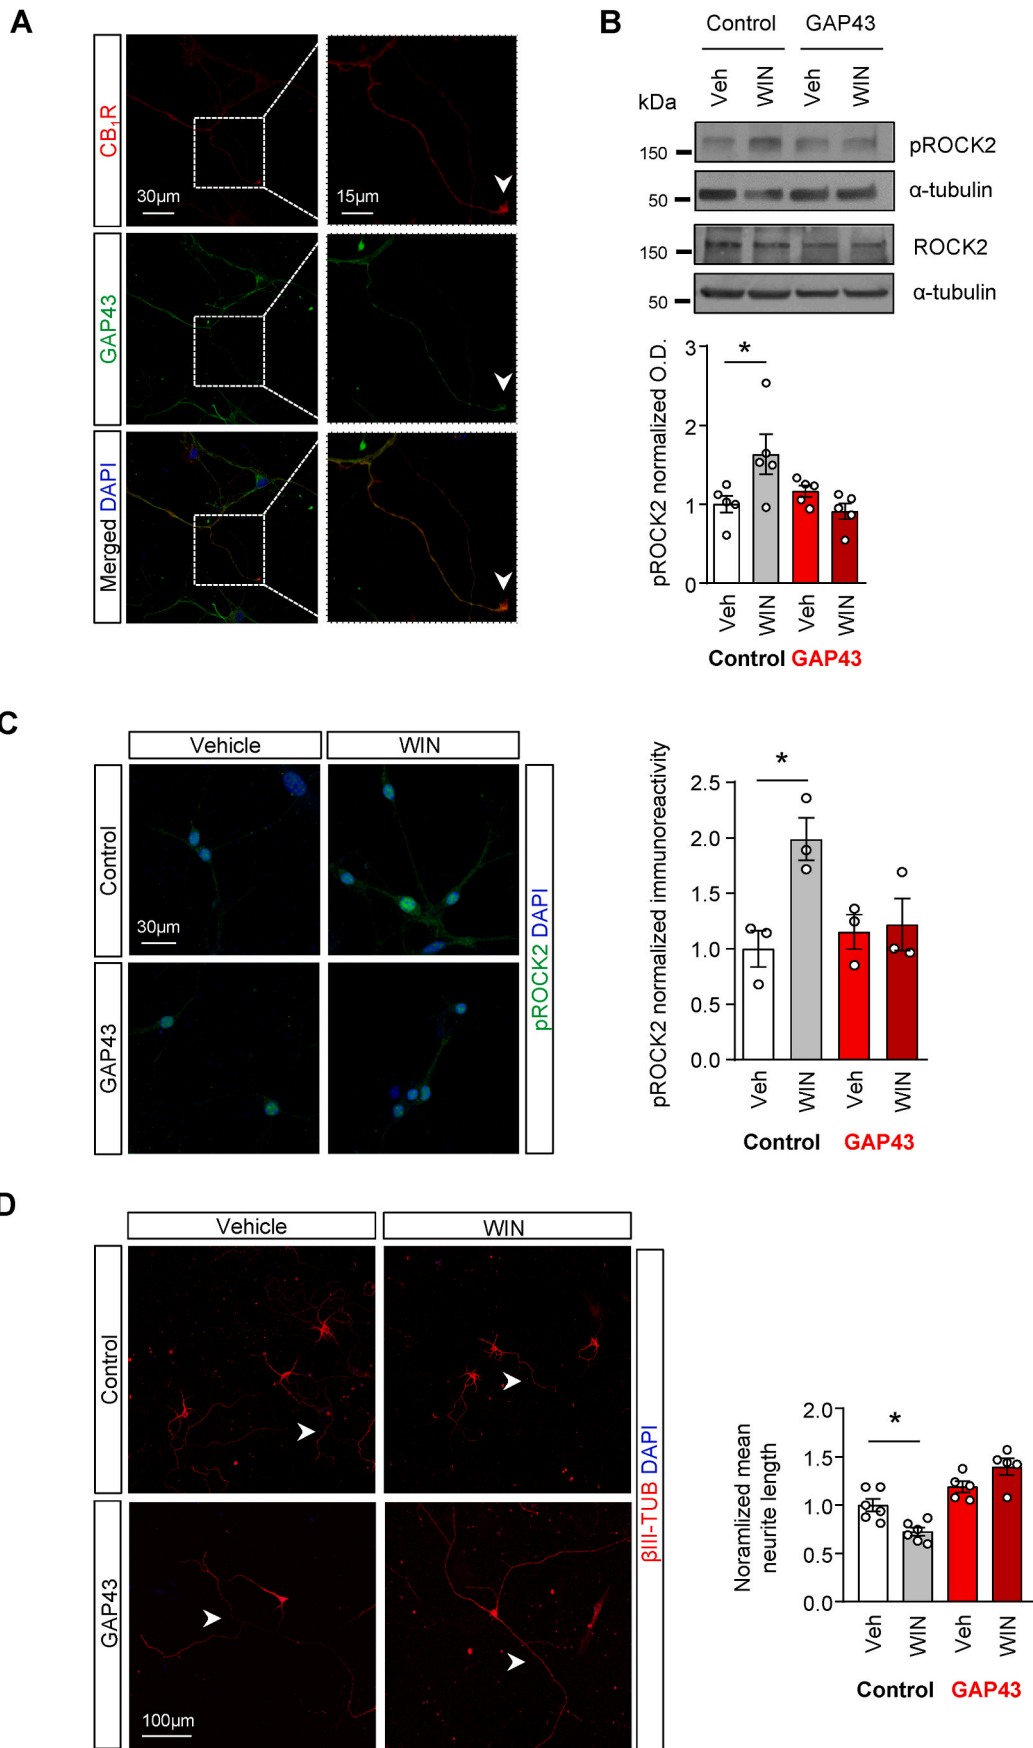 A
CB1R
30µm
15µm
GAP43
Merged DAPI
B
Control GAP43
kDa
Veh WIN Veh WIN
150 pROCK2
50 α-tubulin
150 ROCK2
50 α-tubulin
pROCK2 normalized O.D.
3
*
2
1
0
Veh WIN Veh WIN
Control GAP43
C
Vehicle WIN
Control
30µm
GAP43
pROCK2 DAPI
pROCK2 normalized immunoreactivity
2.5
*
2.0
1.5
1.0
0.5
0.0
Veh WIN Veh WIN
Control GAP43
D
Vehicle WIN
Control
GAP43
100µm
βIII-TUB DAPI
Noramlized mean
neurite length
2.0
*
1.5
1.0
0.5
0.0
Veh WIN Veh WIN
Control GAP43